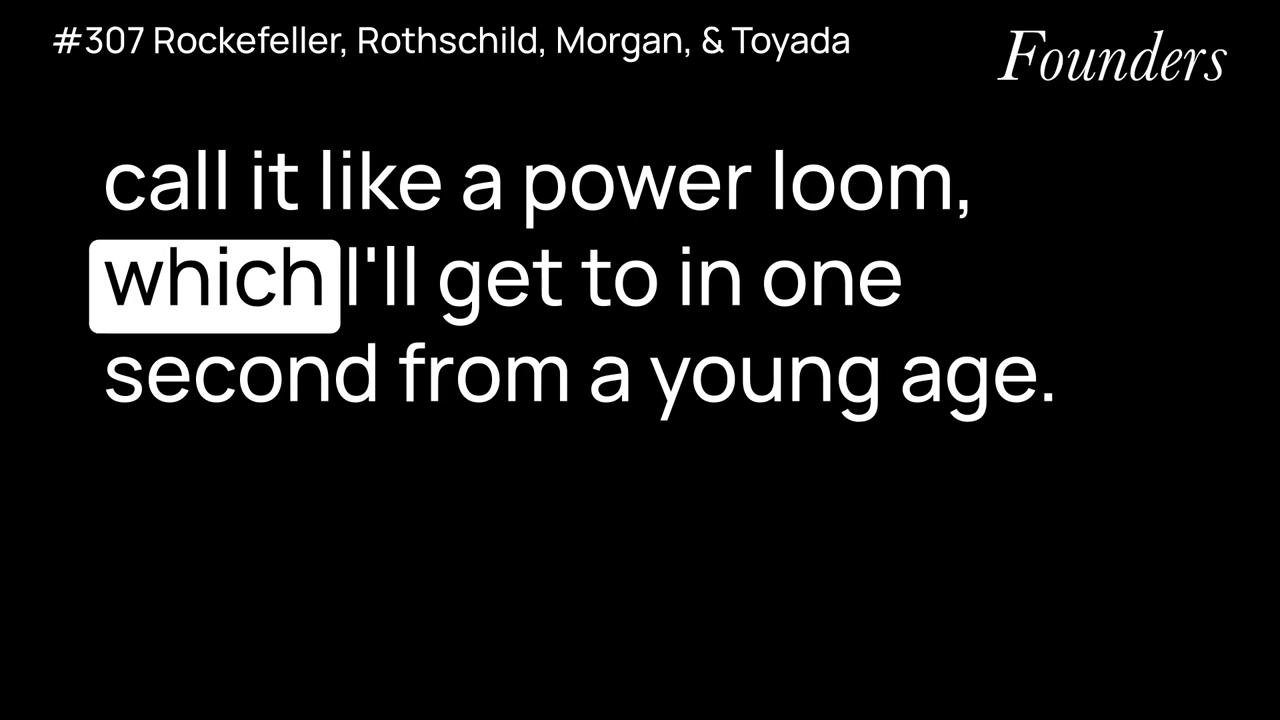 #307 Rockefeller, Rothschild, Morgan, & Toyada
Founders
call it like a power loom,
which I'll get to in one
second from a young age.